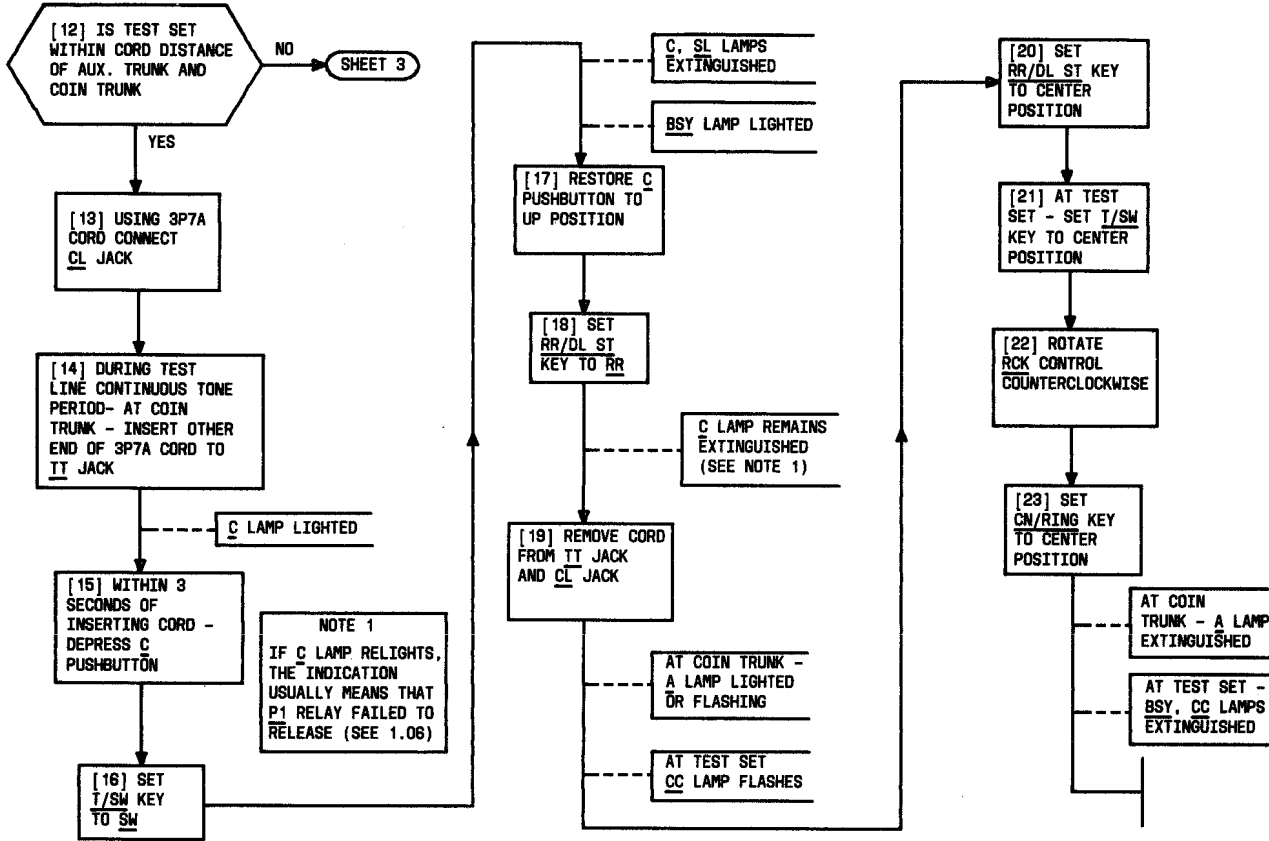 [12] IS TEST SET
WITHIN CORD DISTANCE
OF AUX. TRUNK AND
COIN TRUNK
NO
SHEET 3
YES
[13] USING 3P7A
CORD CONNECT
CL JACK
[14] DURING TEST
LINE CONTINUOUS TONE
PERIOD- AT COIN
TRUNK - INSERT OTHER
END OF 3P7A CORD TO
TT JACK
C LAMP LIGHTED
[15] WITHIN 3
SECONDS OF
INSERTING CORD -
DEPRESS C
PUSHBUTTON
[16] SET
T/SW KEY
TO SW
NOTE 1
IF C LAMP RELIGHTS,
THE INDICATION
USUALLY MEANS THAT
P1 RELAY FAILED TO
RELEASE (SEE 1.06)
C, SL LAMPS
EXTINGUISHED
BSY LAMP LIGHTED
[17] RESTORE C
PUSHBUTTON TO
UP POSITION
[18] SET
RR/DL ST
KEY TO RR
C LAMP REMAINS
EXTINGUISHED
(SEE NOTE 1)
[19] REMOVE CORD
FROM TT JACK
AND CL JACK
AT COIN TRUNK -
A LAMP LIGHTED
OR FLASHING
AT TEST SET
CC LAMP FLASHES
[20] SET
RR/DL ST KEY
TO CENTER
POSITION
[21] AT TEST
SET - SET T/SW
KEY TO CENTER
POSITION
[22] ROTATE
RCK CONTROL
COUNTERCLOCKWISE
[23] SET
CN/RING KEY
TO CENTER
POSITION
AT COIN
TRUNK - A LAMP
EXTINGUISHED
AT TEST SET -
BSY, CC LAMPS
EXTINGUISHED